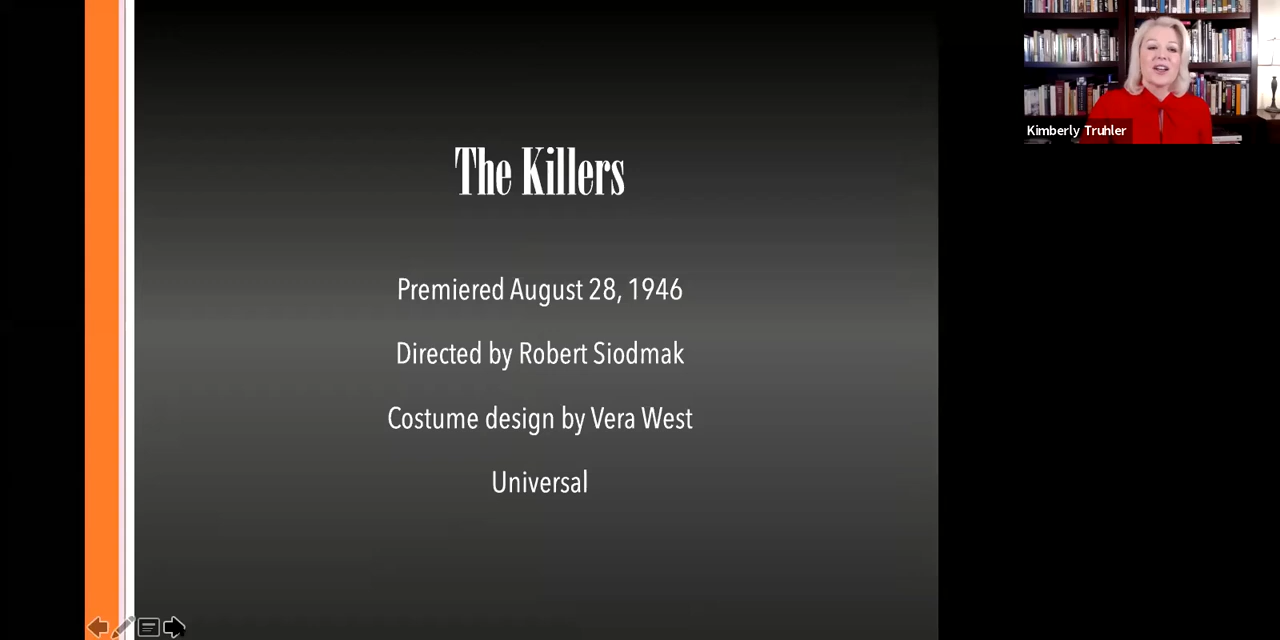 The Killers
Premiered August 28, 1946
Directed by Robert Siodmak
Costume design by Vera West
Universal
Kimberly Truhler